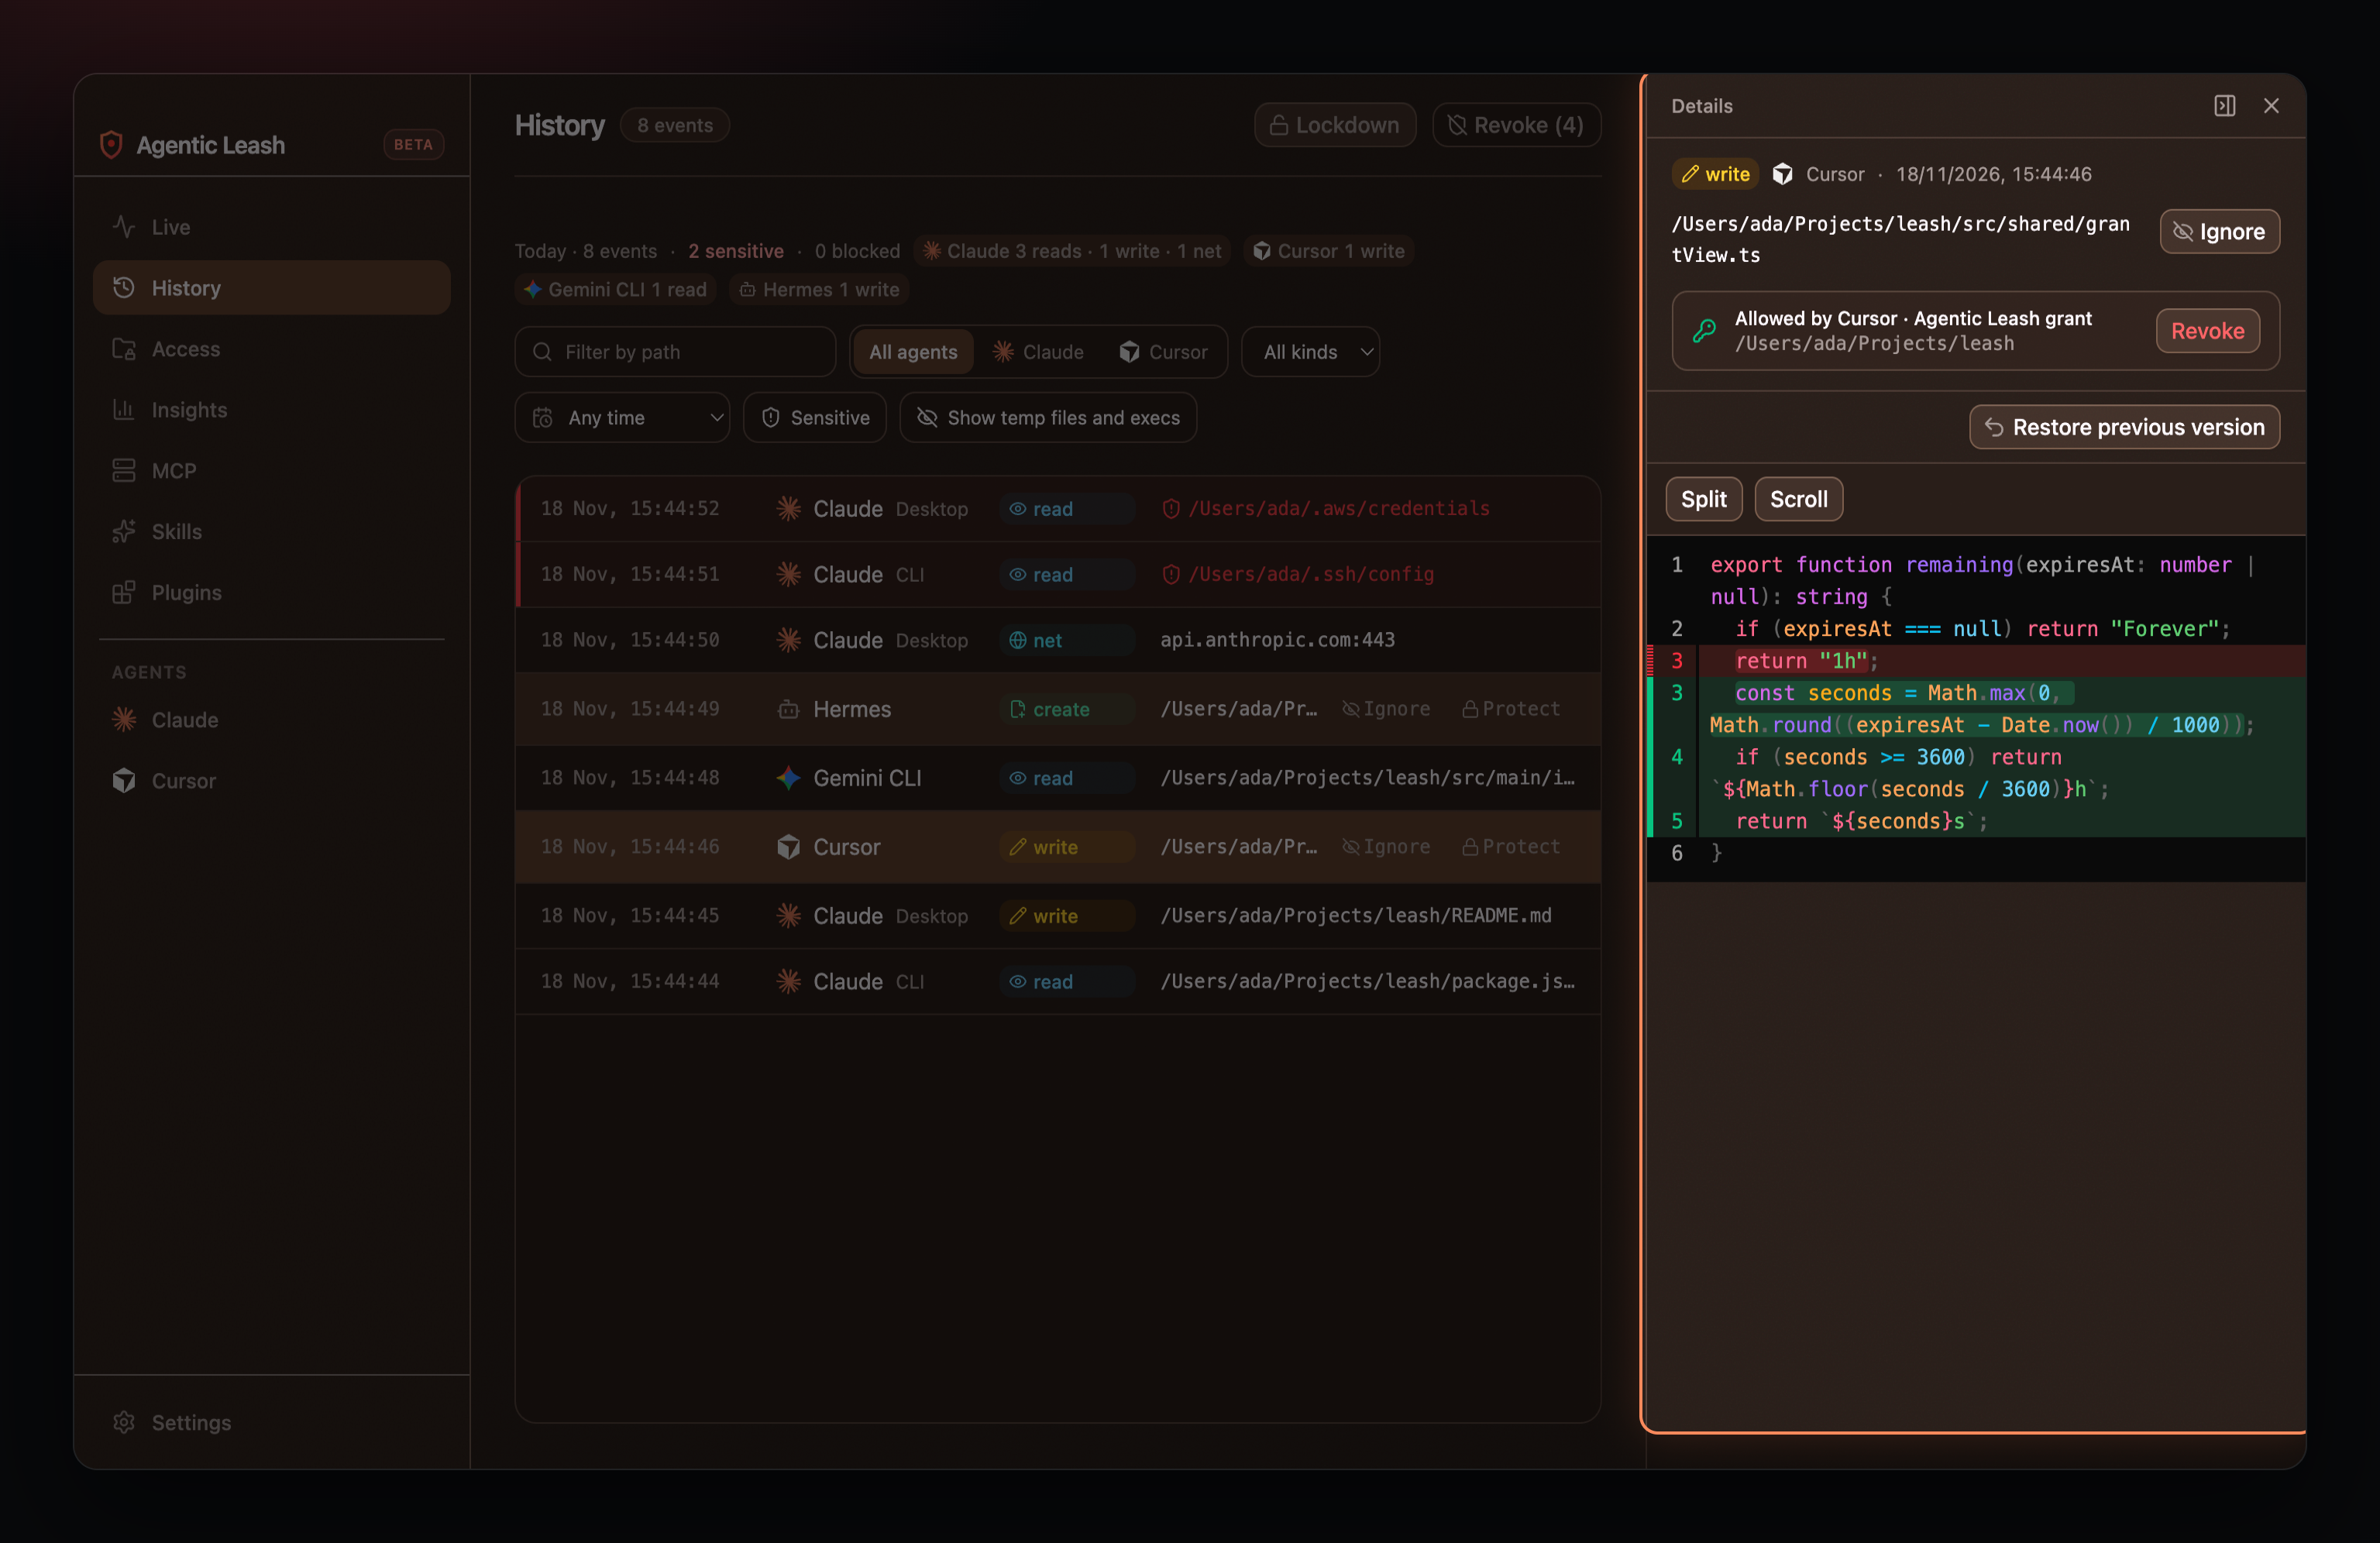 Agentic Leash BETA
Live
History
Access
Insights
MCP
Skills
Plugins
AGENTS
Claude
Cursor
Settings
History 8 events Lockdown Revoke (4)
Today · 8 events · 2 sensitive · 0 blocked Claude 3 reads · 1 write · 1 net Cursor 1 write
Gemini CLI 1 read Hermes 1 write
Filter by path All agents Claude Cursor All kinds
Any time Sensitive Show temp files and execs
18 Nov, 15:44:52 Claude Desktop read /Users/ada/.aws/credentials
18 Nov, 15:44:51 Claude CLI read /Users/ada/.ssh/config
18 Nov, 15:44:50 Claude Desktop net api.anthropic.com:443
18 Nov, 15:44:49 Hermes create /Users/ada/Pr… Ignore Protect
18 Nov, 15:44:48 Gemini CLI read /Users/ada/Projects/leash/src/main/i…
18 Nov, 15:44:46 Cursor write /Users/ada/Pr… Ignore Protect
18 Nov, 15:44:45 Claude Desktop write /Users/ada/Projects/leash/README.md
18 Nov, 15:44:44 Claude CLI read /Users/ada/Projects/leash/package.js…
Details
write Cursor · 18/11/2026, 15:44:46
/Users/ada/Projects/leash/src/shared/gran
tView.ts
Ignore
Allowed by Cursor · Agentic Leash grant
/Users/ada/Projects/leash
Revoke
Restore previous version
Split Scroll
1 export function remaining(expiresAt: number |
null): string {
2 if (expiresAt === null) return "Forever";
3 return "1h";
3 const seconds = Math.max(0,
Math.round((expiresAt - Date.now()) / 1000));
4 if (seconds >= 3600) return
`${Math.floor(seconds / 3600)}h`;
5 return `${seconds}s`;
6 }